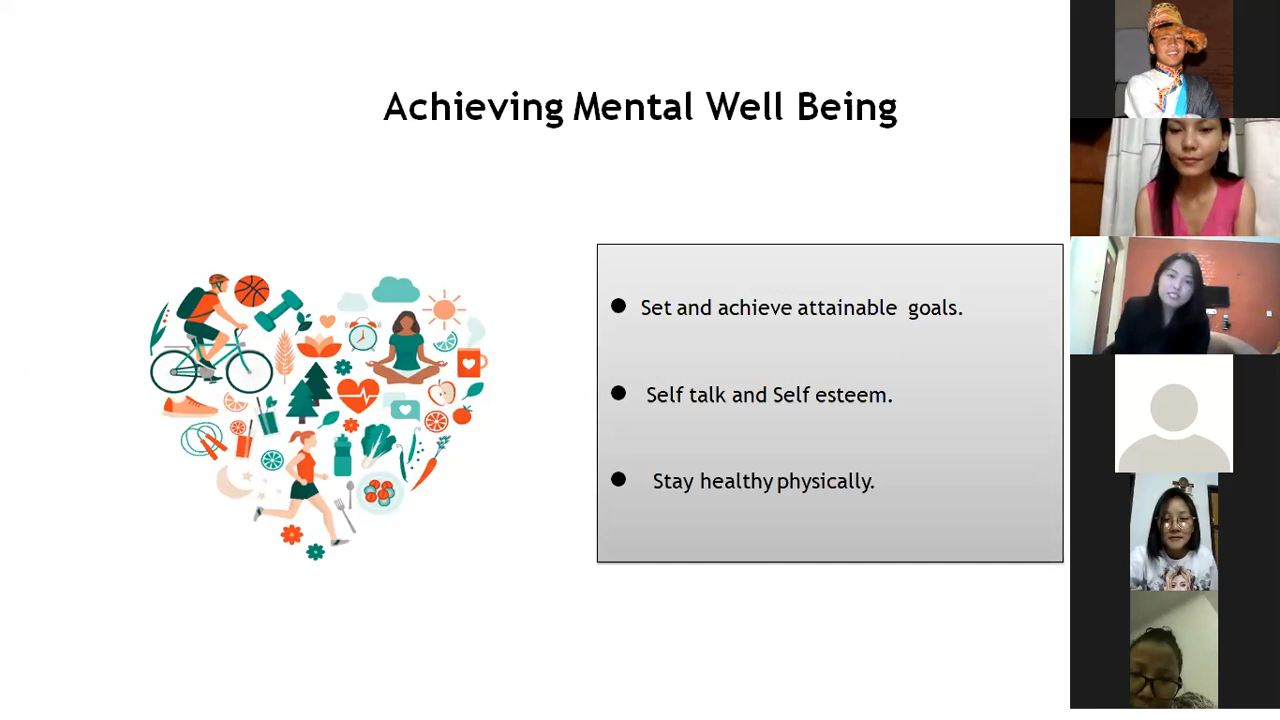 Achieving Mental Well Being
Set and achieve attainable goals.
Self talk and Self esteem.
Stay healthy physically.